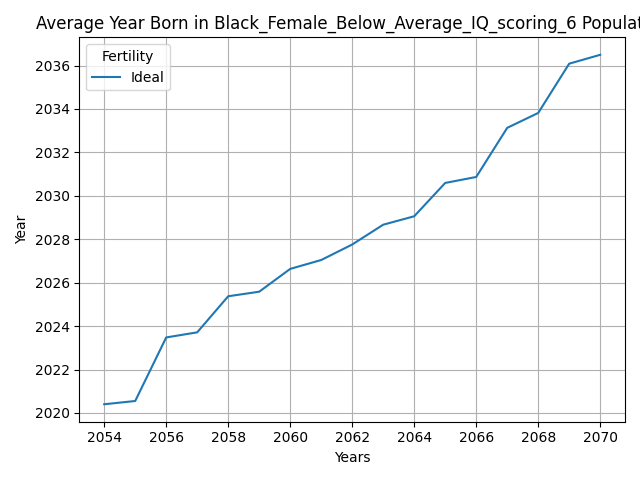 Average Year Born in Black_Female_Below_Average_IQ_scoring_6 Populat
Fertility
Ideal
2036
2034
2032
2030
2028
2026
2024
2022
2020
Year
2054 2056 2058 2060 2062 2064 2066 2068 2070
Years